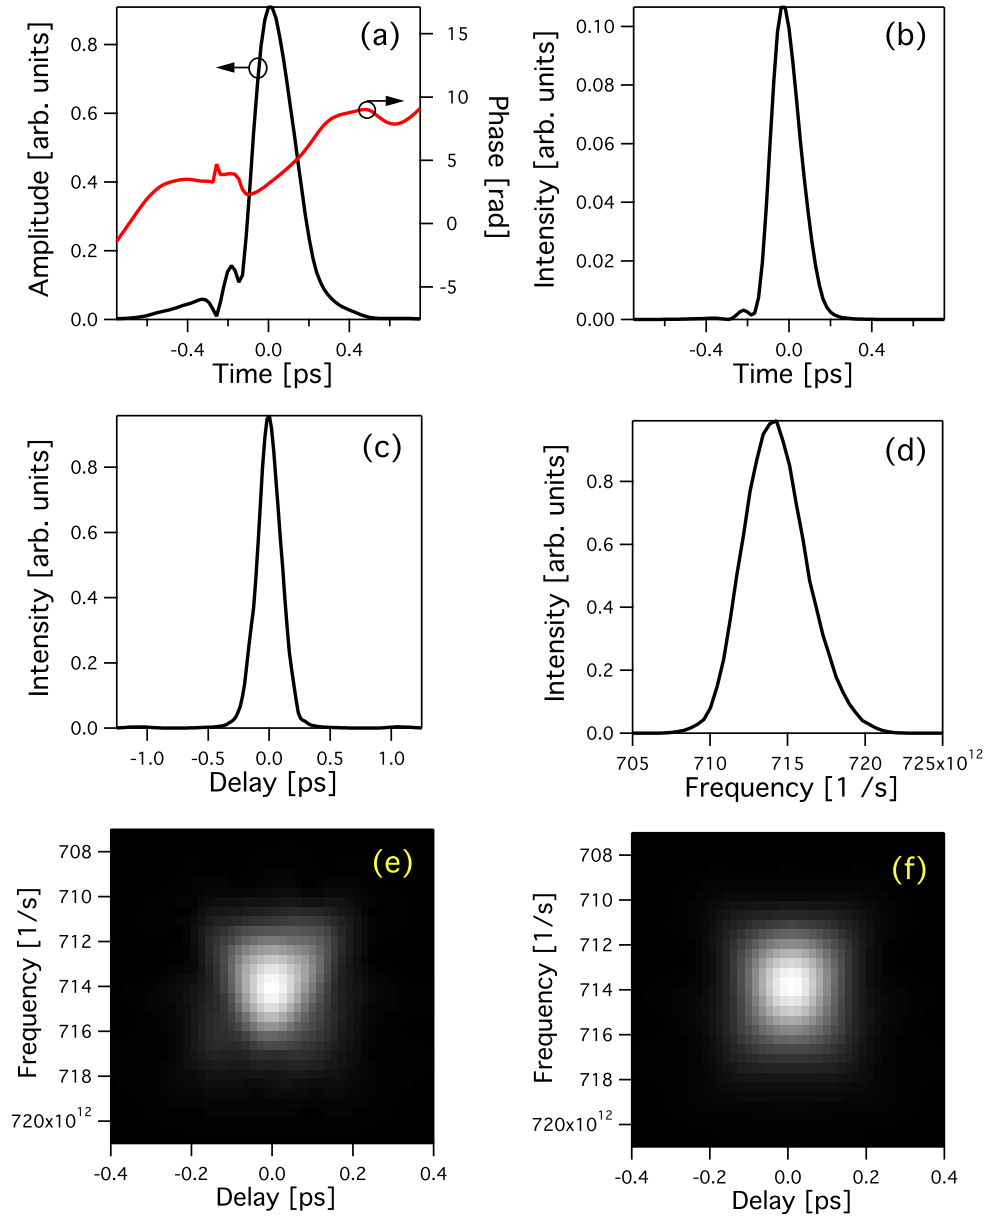 (a)
Amplitude [arb. units]
0.8
0.6
0.4
0.2
0.0
15
10
5
0
-5
Phase [rad]
-0.4 0.0 0.4
Time [ps]
(b)
Intensity [arb. units]
0.10
0.08
0.06
0.04
0.02
0.00
-0.4 0.0 0.4
Time [ps]
(c)
Intensity [arb. units]
0.8
0.6
0.4
0.2
0.0
-1.0 -0.5 0.0 0.5 1.0
Delay [ps]
(d)
Intensity [arb. units]
0.8
0.6
0.4
0.2
0.0
705 710 715 720 725x10¹²
Frequency [1 /s]
(e)
Frequency [1/s]
708
710
712
714
716
718
720x10¹²
-0.4 -0.2 0.0 0.2 0.4
Delay [ps]
(f)
Frequency [1/s]
708
710
712
714
716
718
720x10¹²
-0.4 -0.2 0.0 0.2 0.4
Delay [ps]